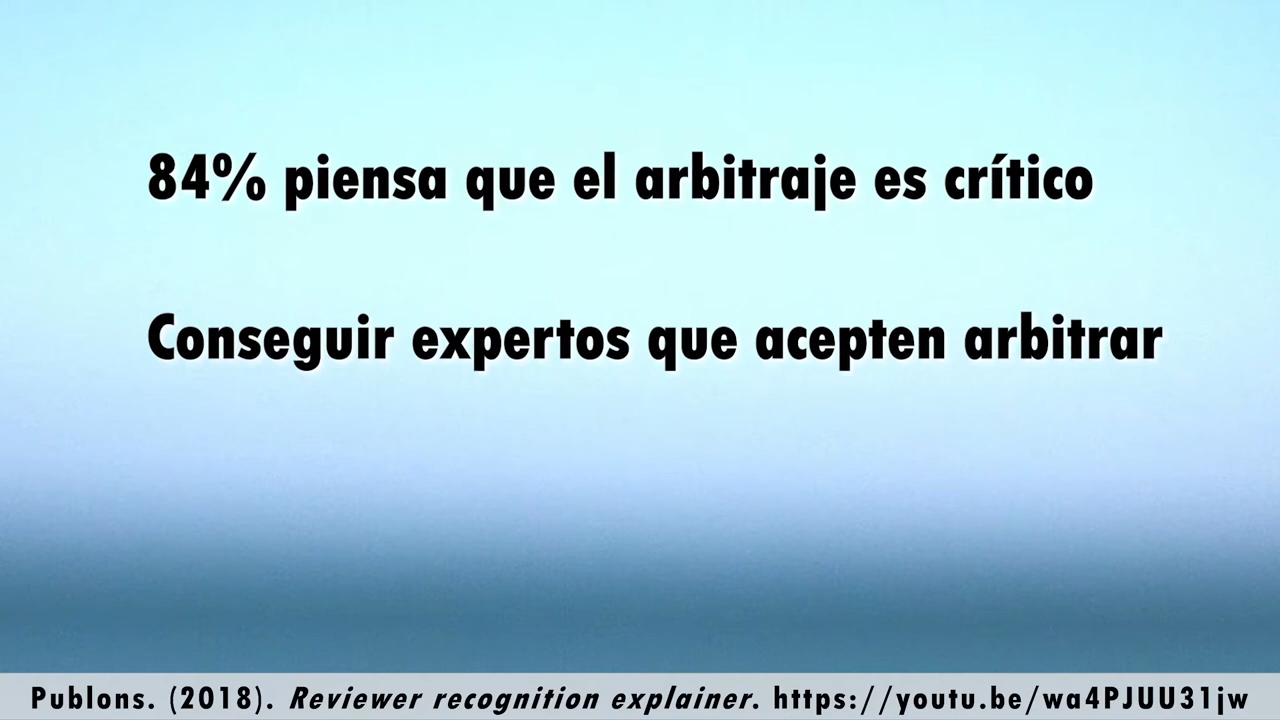 84% piensa que el arbitraje es crítico
Conseguir expertos que acepten arbitrar
Publons. (2018). Reviewer recognition explainer. https://youtu.be/wa4PJUU31jw